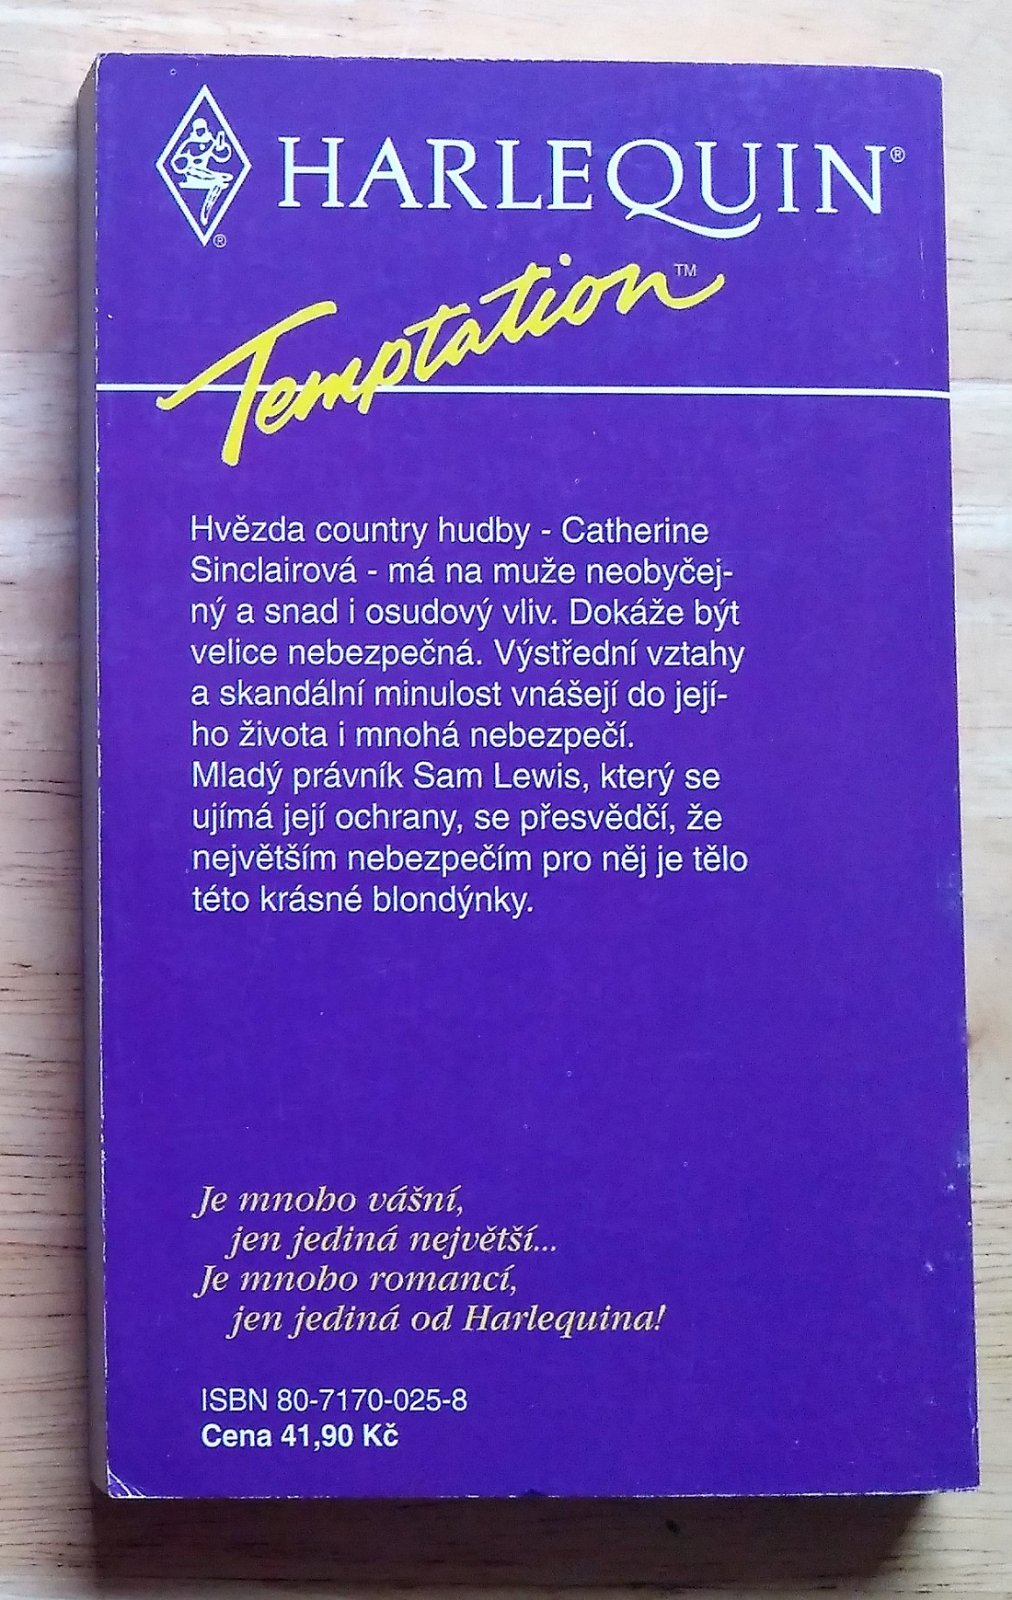 HARLEQUIN®
®
Temptation™
Hvězda country hudby - Catherine
Sinclairová - má na muže neobyčej-
ný a snad i osudový vliv. Dokáže být
velice nebezpečná. Výstřední vztahy
a skandální minulost vnášejí do její-
ho života i mnohá nebezpečí.
Mladý právník Sam Lewis, který se
ujímá její ochrany, se přesvědčí, že
největším nebezpečím pro něj je tělo
této krásné blondýnky.
Je mnoho vášní,
jen jediná největší...
Je mnoho romancí,
jen jediná od Harlequina!
ISBN 80-7170-025-8
Cena 41,90 Kč